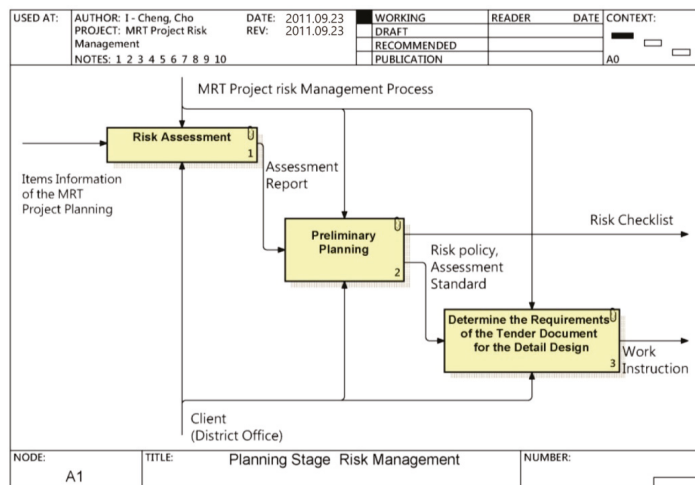 USED AT:
AUTHOR: I - Cheng, Cho
DATE: 2011.09.23
PROJECT: MRT Project Risk
REV: 2011.09.23
Management
NOTES: 1 2 3 4 5 6 7 8 9 10
WORKING
DRAFT
RECOMMENDED
PUBLICATION
READER
DATE
CONTEXT:
A0
MRT Project risk Management Process
Risk Assessment
1
Items Information
of the MRT
Project Planning
Assessment
Report
Preliminary
Planning
2
Risk Checklist
Risk policy,
Assessment
Standard
Determine the Requirements
of the Tender Document
for the Detail Design
3
Work
Instruction
Client
(District Office)
NODE:
A1
TITLE:
Planning Stage Risk Management
NUMBER: